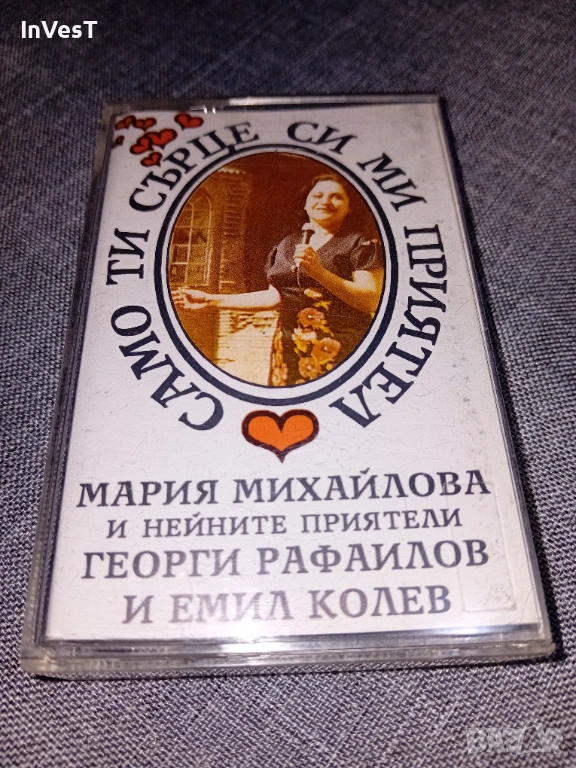 InVesT
САМО ТИ СЪРЦЕ СИ МИ ПРИЯТЕЛ
МАРИЯ МИХАЙЛОВА
И НЕЙНИТЕ ПРИЯТЕЛИ
ГЕОРГИ РАФАИЛОВ
И ЕМИЛ КОЛЕВ